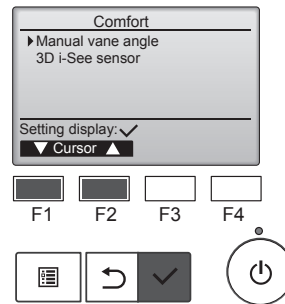 Comfort
Manual vane angle
3D i-See sensor
Setting display:
Cursor
F1 F2 F3 F4